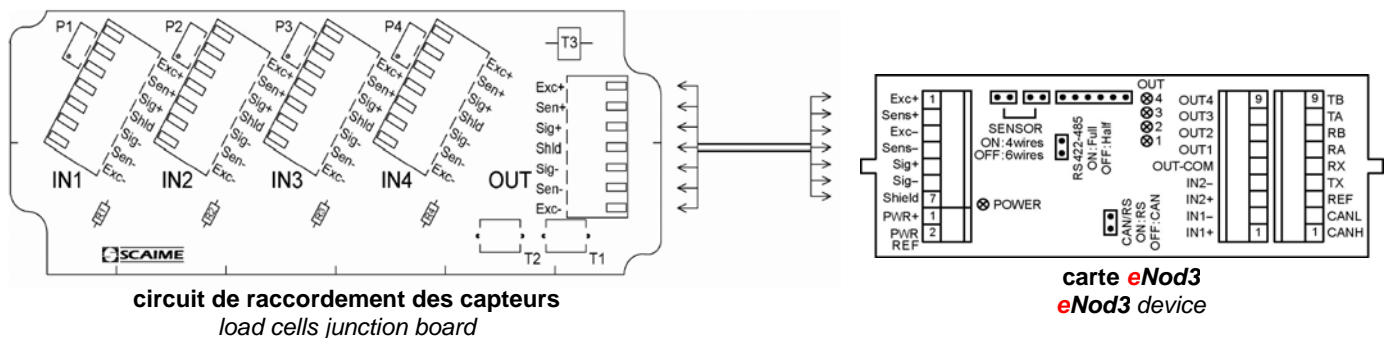 P1
P2
P3
P4
T3
Exc+
Sen+
Sig+
Shld
Sig-
Sen-
Exc-
Exc+
Sen+
Sig+
Shld
Sig-
Sen-
Exc-
Exc+
Sen+
Sig+
Shld
Sig-
Sen-
Exc-
Exc+
Sen+
Sig+
Shld
Sig-
Sen-
Exc-
IN1
IN2
IN3
IN4
OUT
Exc+
Sen+
Sig+
Shld
Sig-
Sen-
Exc-
R1
R2
R3
R4
SCAIME
T2
T1
circuit de raccordement des capteurs
load cells junction board
Exc+
Sens+
Exc–
Sens–
Sig+
Sig–
Shield
PWR+
PWR
REF
1
7
1
2
SENSOR
ON:4wires
OFF:6wires
POWER
RS422-485
ON:Full
OFF:Half
CAN/RS
ON:RS
OFF:CAN
OUT
4
3
2
1
OUT4
OUT3
OUT2
OUT1
OUT-COM
IN2–
IN2+
IN1–
IN1+
9
1
9
1
TB
TA
RB
RA
RX
TX
REF
CANL
CANH
carte eNod3
eNod3 device